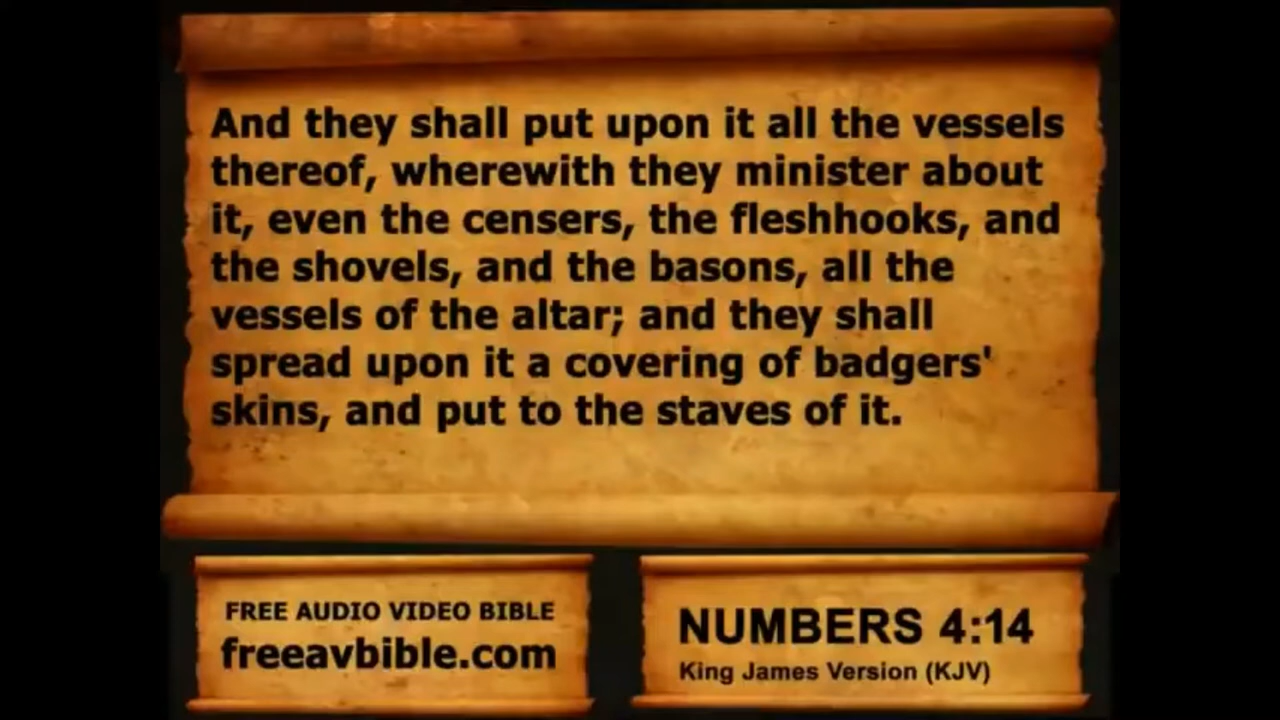 And they shall put upon it all the vessels
thereof, wherewith they minister about
it, even the censers, the fleshhooks, and
the shovels, and the basons, all the
vessels of the altar; and they shall
spread upon it a covering of badgers'
skins, and put to the staves of it.
FREE AUDIO VIDEO BIBLE
freeavbible.com
NUMBERS 4:14
King James Version (KJV)